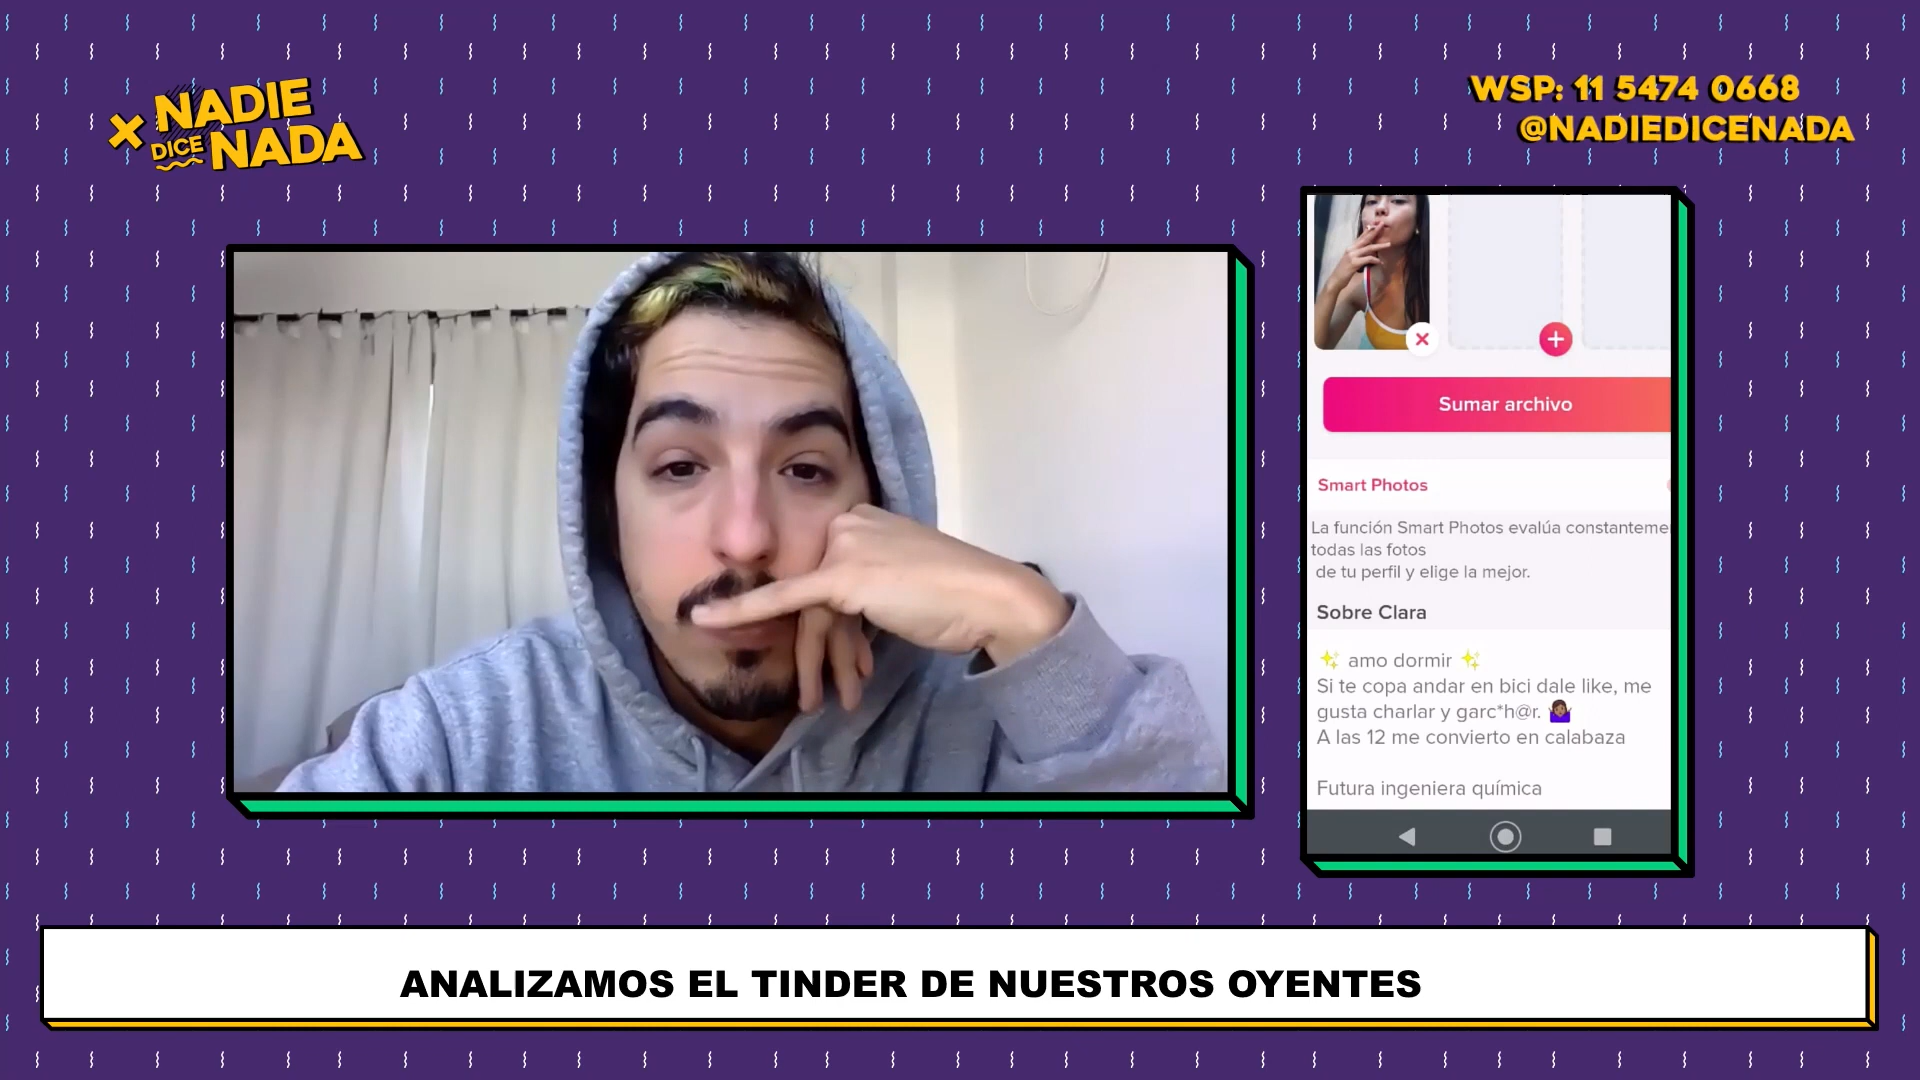 NADIE
DICE NADA
WSP: 11 5474 0668
@NADIEDICENADA
Sumar archivo
Smart Photos
La función Smart Photos evalúa constanteme
todas las fotos
de tu perfil y elige la mejor.
Sobre Clara
✨ amo dormir ✨
Si te copa andar en bici dale like, me
gusta charlar y garc*h@r. 🤷🏾‍♀️
A las 12 me convierto en calabaza
Futura ingeniera química
ANALIZAMOS EL TINDER DE NUESTROS OYENTES